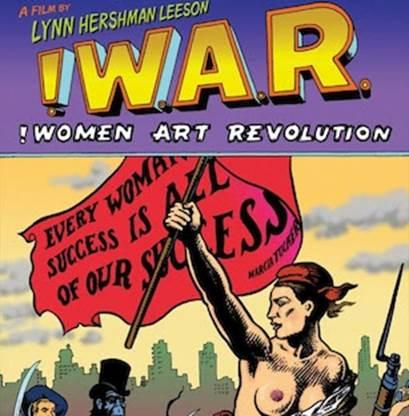 A FILM BY
LYNN HERSHMAN LEESON
!W.A.R.
!WOMEN ART REVOLUTION
EVERY WOMAN'S
SUCCESS IS ALL
OF OUR SUCCESS
MARCIA TUCKER